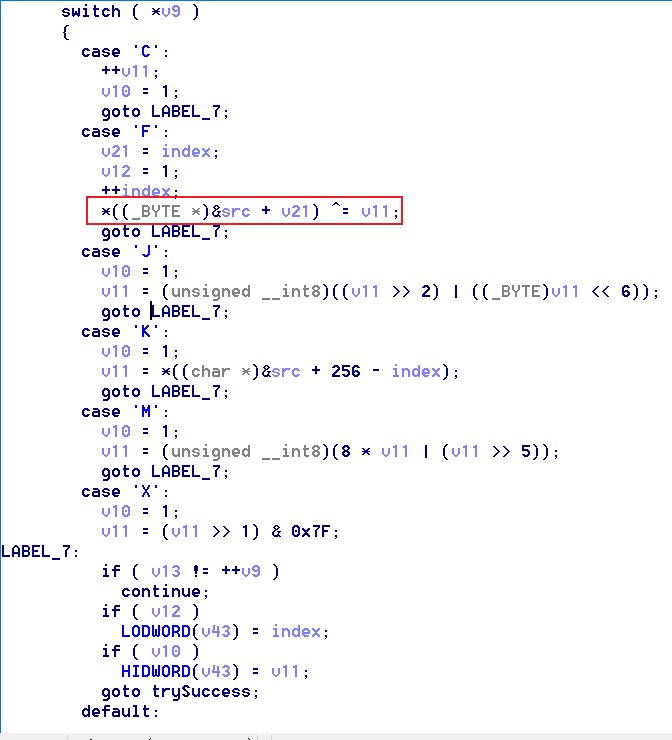 switch ( *v9 )
{
case 'C':
++v11;
v10 = 1;
goto LABEL_7;
case 'F':
v21 = index;
v12 = 1;
++index;
*((_BYTE *)&src + v21) ^= v11;
goto LABEL_7;
case 'J':
v10 = 1;
v11 = (unsigned __int8)((v11 >> 2) | ((_BYTE)v11 << 6));
goto LABEL_7;
case 'K':
v10 = 1;
v11 = *((char *)&src + 256 - index);
goto LABEL_7;
case 'M':
v10 = 1;
v11 = (unsigned __int8)(8 * v11 | (v11 >> 5));
goto LABEL_7;
case 'X':
v10 = 1;
v11 = (v11 >> 1) & 0x7F;
LABEL_7:
if ( v13 != ++v9 )
continue;
if ( v12 )
LODWORD(v43) = index;
if ( v10 )
HIDWORD(v43) = v11;
goto trySuccess;
default: